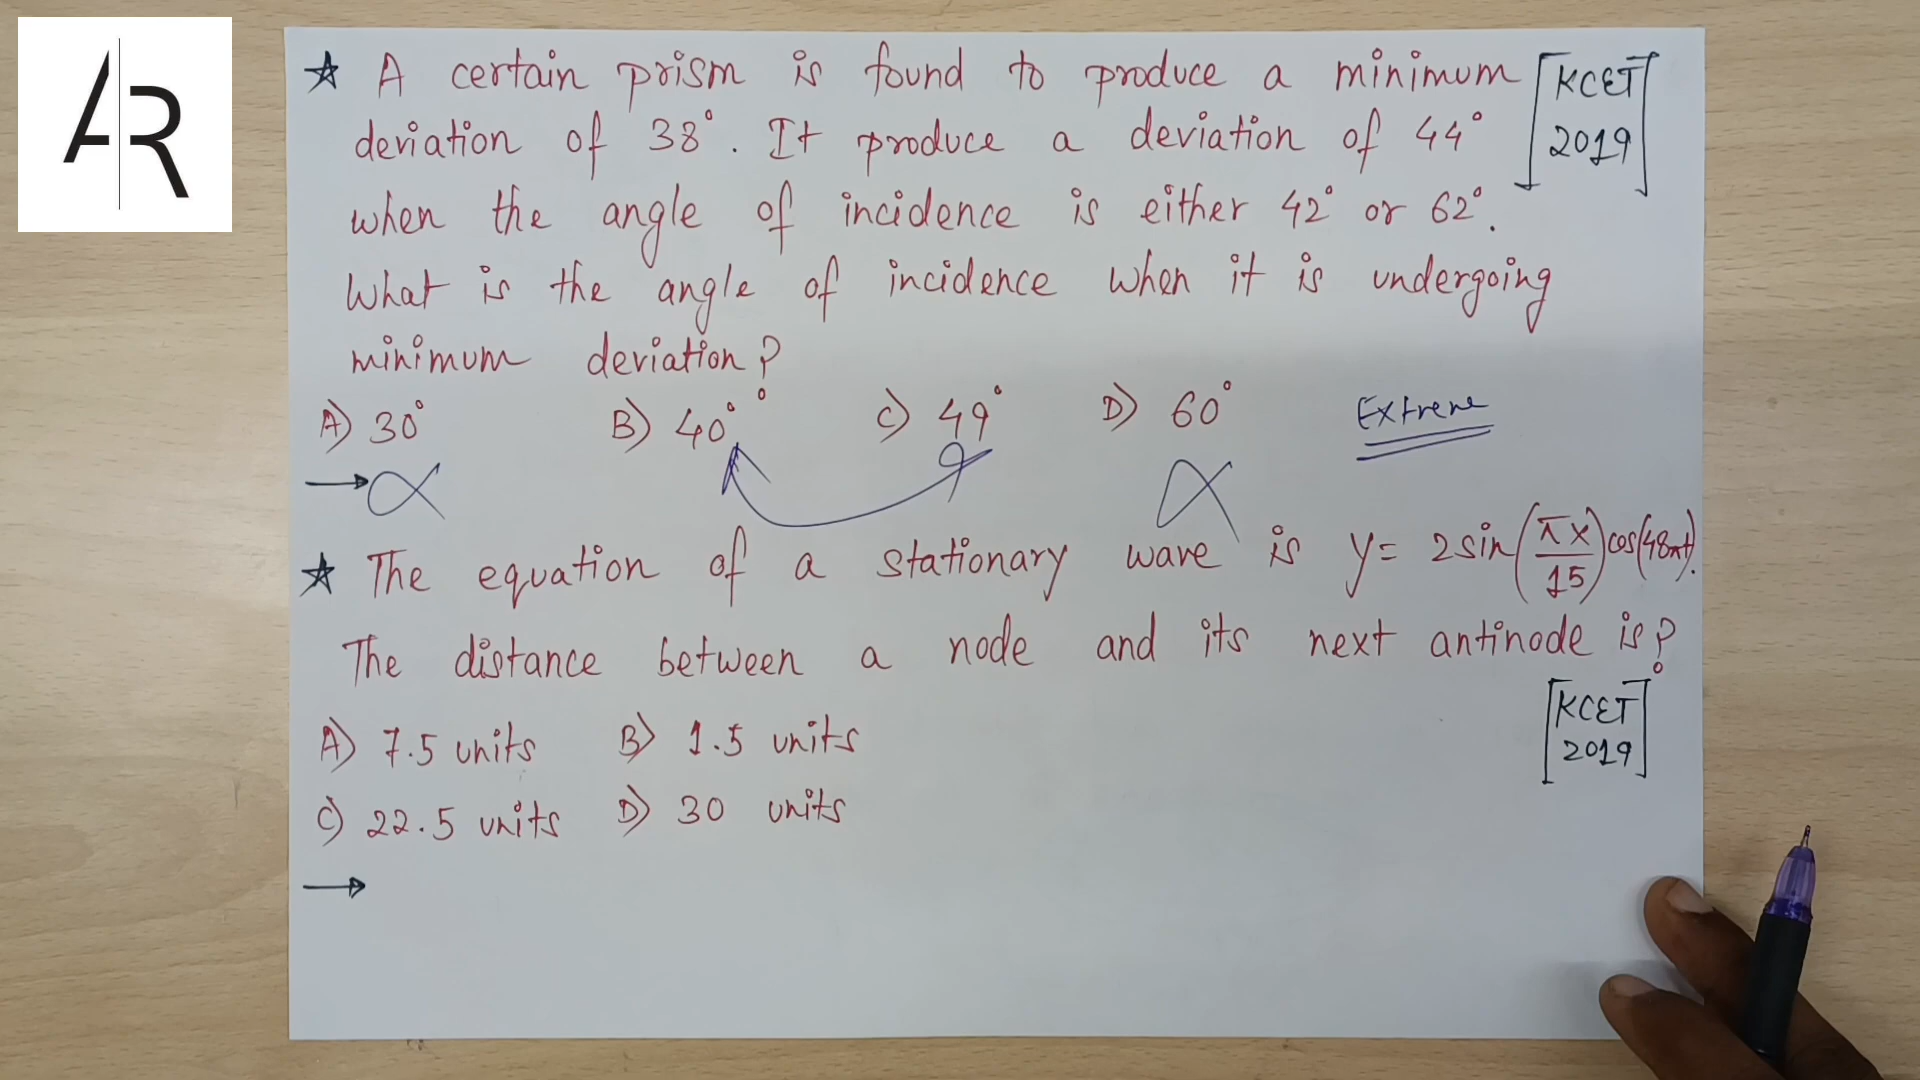 AR
☆ A certain prism is found to produce a minimum [KCET
deviation of 38°. It produce a deviation of 44° 2019]
when the angle of incidence is either 42° or 62°.
What is the angle of incidence when it is undergoing
minimum deviation?
A) 30° B) 40° C) 49° D) 60° Extreme
→
☆ The equation of a stationary wave is y= 2sin(πx/15)cos(48πt).
The distance between a node and its next antinode is?
A) 7.5 units B) 1.5 units [KCET
2019]
C) 22.5 units D) 30 units
→